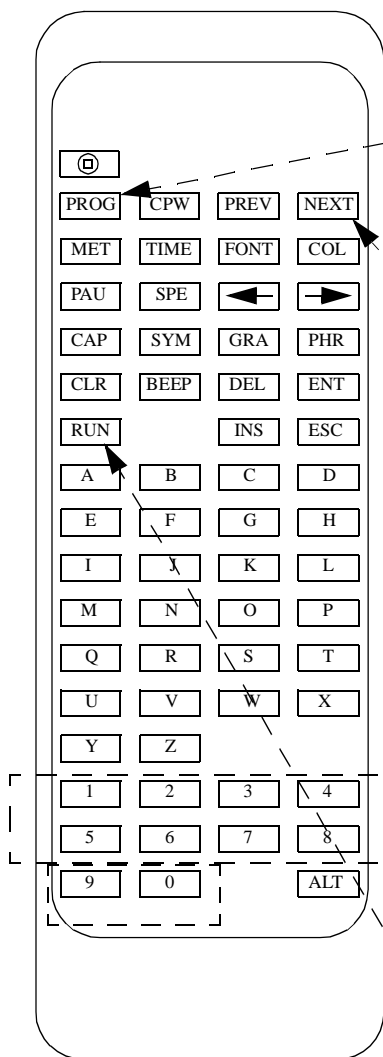 PROG CPW PREV NEXT
MET TIME FONT COL
PAU SPE
CAP SYM GRA PHR
CLR BEEP DEL ENT
RUN INS ESC
A B C D
E F G H
I J K L
M N O P
Q R S T
U V W X
Y Z
1 2 3 4
5 6 7 8
9 0 ALT